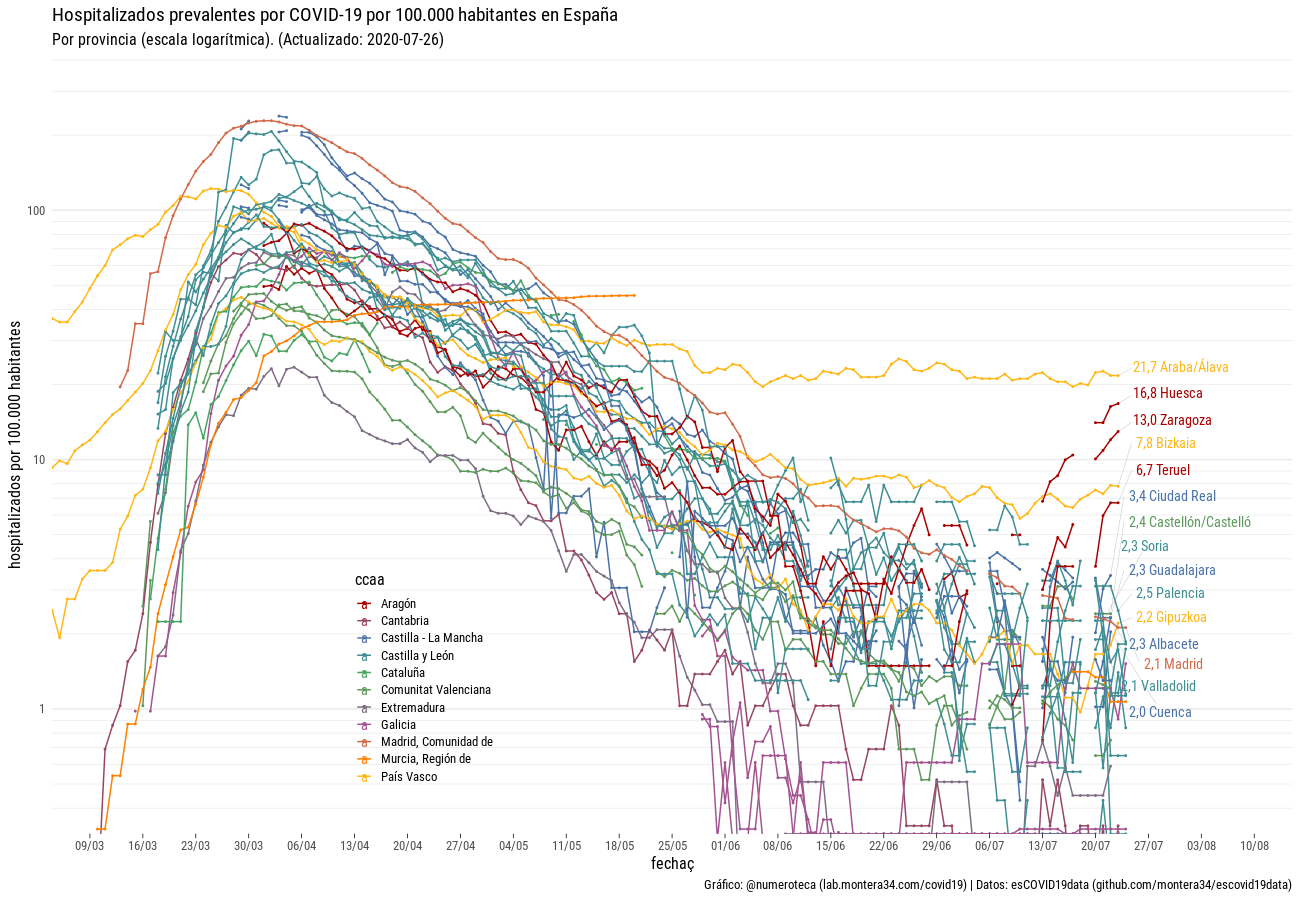 Hospitalizados prevalentes por COVID-19 por 100.000 habitantes en España
Por provincia (escala logarítmica). (Actualizado: 2020-07-26)
hospitalizados por 100.000 habitantes
100
10
1
21,7 Araba/Álava
16,8 Huesca
13,0 Zaragoza
7,8 Bizkaia
6,7 Teruel
3,4 Ciudad Real
2,4 Castellón/Castelló
2,3 Soria
2,3 Guadalajara
2,5 Palencia
2,2 Gipuzkoa
2,3 Albacete
2,1 Madrid
2,1 Valladolid
2,0 Cuenca
ccaa
Aragón
Cantabria
Castilla - La Mancha
Castilla y León
Cataluña
Comunitat Valenciana
Extremadura
Galicia
Madrid, Comunidad de
Murcia, Región de
País Vasco
09/03 16/03 23/03 30/03 06/04 13/04 20/04 27/04 04/05 11/05 18/05 25/05 01/06 08/06 15/06 22/06 29/06 06/07 13/07 20/07 27/07 03/08 10/08
fechaç
Gráfico: @numeroteca (lab.montera34.com/covid19) | Datos: esCOVID19data (github.com/montera34/escovid19data)